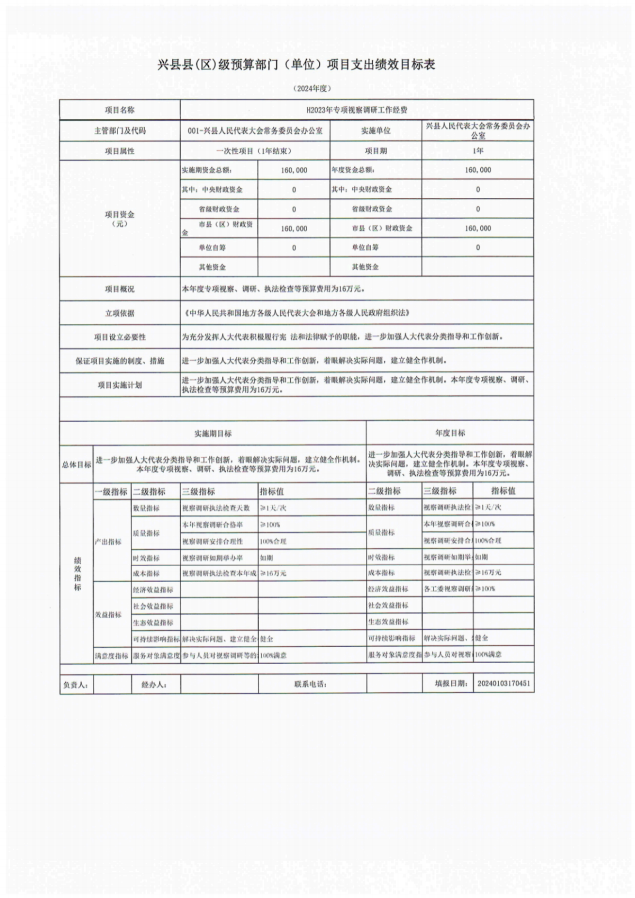 兴县县(区)级预算部门（单位）项目支出绩效目标表
（2024年度）
项目名称 H2023年专项视察调研工作经费
主管部门及代码 001-兴县人民代表大会常务委员会办公室 实施单位 兴县人民代表大会常务委员会办公室
项目属性 一次性项目（1年结束） 项目期 1年
项目资金（元） 实施期资金总额： 160,000 年度资金总额： 160,000
其中：中央财政资金 0 其中：中央财政资金 0
省级财政资金 0 省级财政资金 0
市县（区）财政资金 160,000 市县（区）财政资金 160,000
单位自筹 0 单位自筹 0
其他资金 其他资金
项目概况 本年度专项视察、调研、执法检查等预算费用为16万元。
立项依据 《中华人民共和国地方各级人民代表大会和地方各级人民政府组织法》
项目设立必要性 为充分发挥人大代表积极履行宪 法和法律赋予的职能，进一步加强人大代表分类指导和工作创新。
保证项目实施的制度、措施 进一步加强人大代表分类指导和工作创新，着眼解决实际问题，建立健全作机制。
项目实施计划 进一步加强人大代表分类指导和工作创新，着眼解决实际问题，建立健全作机制。本年度专项视察、调研、执法检查等预算费用为16万元。
实施期目标 年度目标
总体目标 进一步加强人大代表分类指导和工作创新，着眼解决实际问题，建立健全作机制。本年度专项视察、调研、执法检查等预算费用为16万元。 进一步加强人大代表分类指导和工作创新，着眼解决实际问题，建立健全作机制。本年度专项视察、调研、执法检查等预算费用为16万元。
绩效指标 一级指标 二级指标 三级指标 指标值 二级指标 三级指标 指标值
产出指标 数量指标 视察调研执法检查天数 ≥1天/次 数量指标 视察调研执法检 ≥1天/次
质量指标 本年视察调研合格率 ≥100% 质量指标 本年视察调研合 ≥100%
视察调研安排合理性 100%合理 视察调研安排合 100%合理
时效指标 视察调研如期举办率 如期 时效指标 视察调研如期举 如期
成本指标 视察调研执法检查本年成 ≥16万元 成本指标 视察调研执法检 ≥16万元
效益指标 经济效益指标 经济效益指标 各工委视察调研 ≥100%
社会效益指标 社会效益指标
生态效益指标 生态效益指标
可持续影响指标 解决实际问题、建立健全 健全 可持续影响指标 解决实际问题、 健全
满意度指标 服务对象满意度 参与人员对视察调研等的 100%满意 服务对象满意度指 参与人员对视察 100%满意
负责人： 经办人： 联系电话： 填报日期： 20240103170451